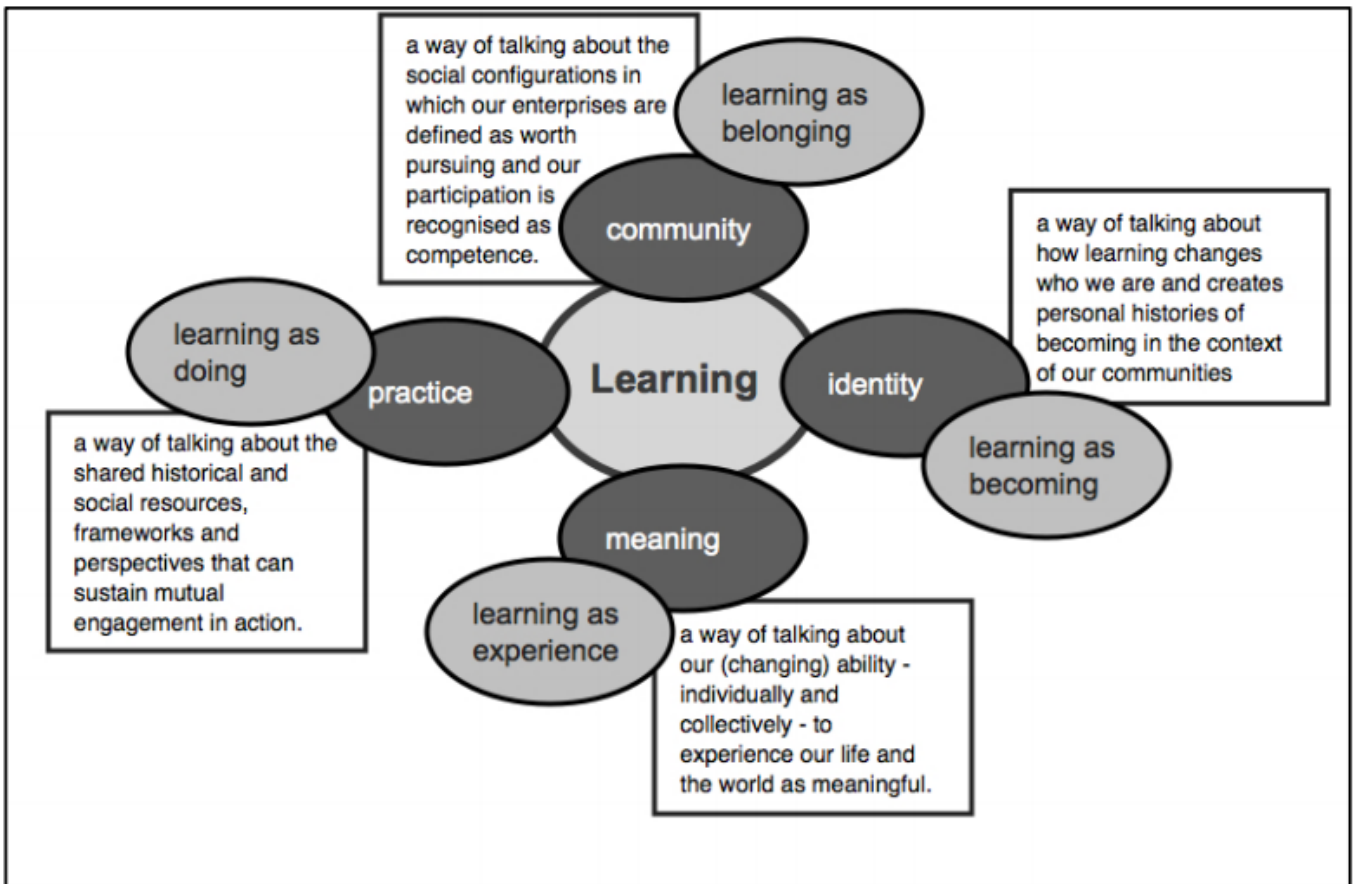 a way of talking about the
social configurations in
which our enterprises are
defined as worth
pursuing and our
participation is
recognised as
competence.
learning as
belonging
community
a way of talking about
how learning changes
who we are and creates
personal histories of
becoming in the context
of our communities
learning as
doing
practice
Learning
identity
learning as
becoming
a way of talking about the
shared historical and
social resources,
frameworks and
perspectives that can
sustain mutual
engagement in action.
meaning
learning as
experience
a way of talking about
our (changing) ability -
individually and
collectively - to
experience our life and
the world as meaningful.